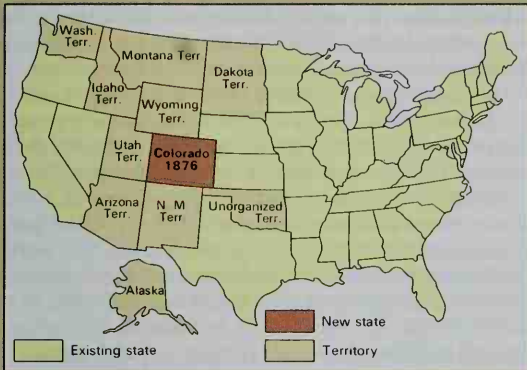 Wash.
Terr.
Montana Terr
Dakota
Terr.
Idaho
Terr.
Wyoming
Terr.
Utah
Terr.
Colorado
1876
Arizona
Terr.
N M
Terr
Unorganized
Terr.
Alaska
New state
Existing state
Territory